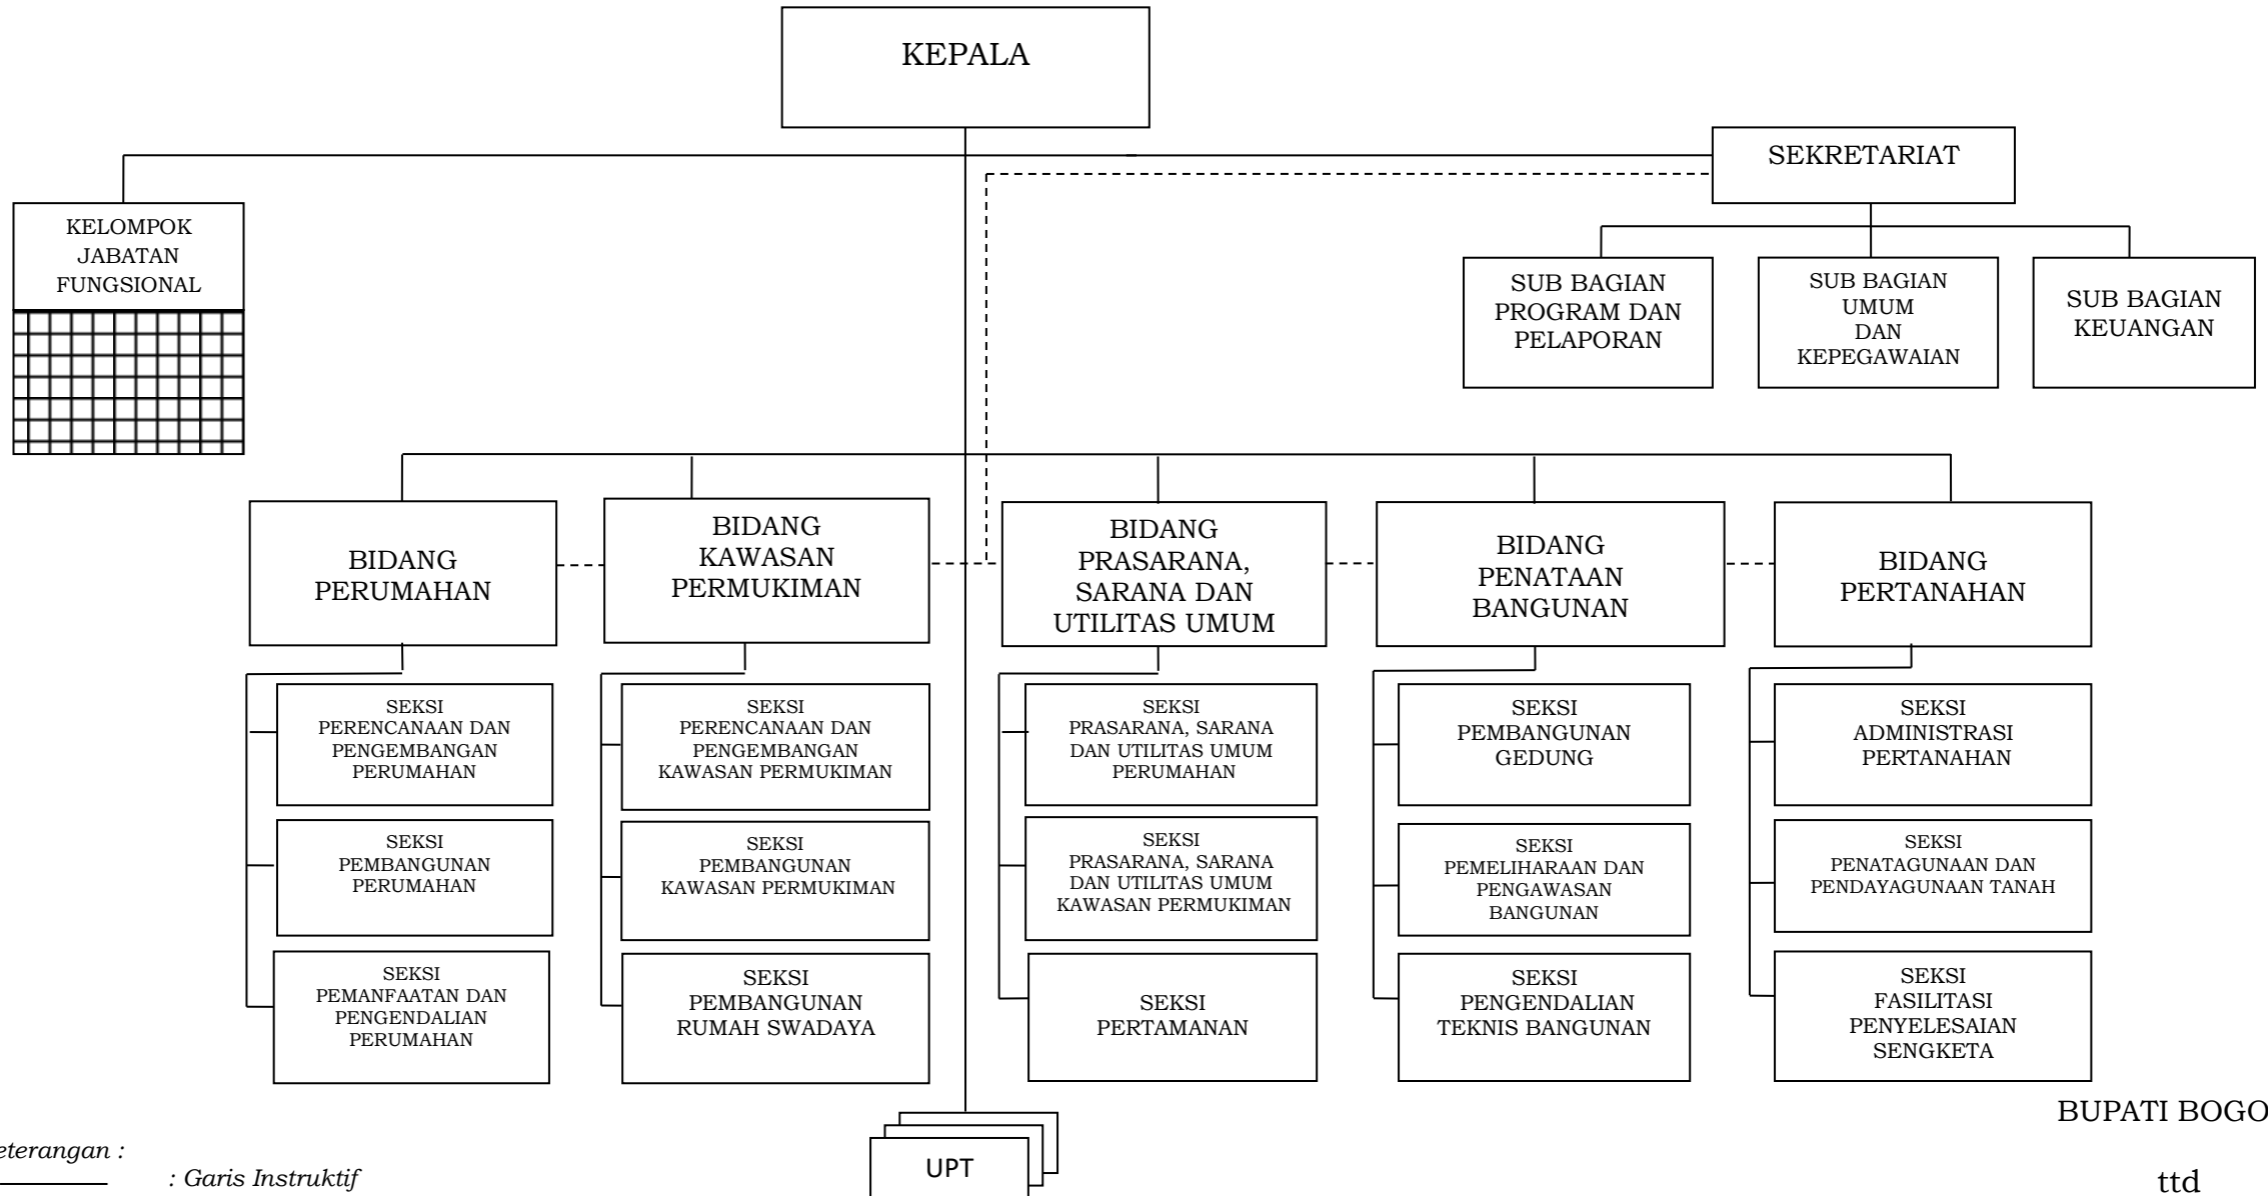 KEPALA
SEKRETARIAT
KELOMPOK
JABATAN
FUNGSIONAL
SUB BAGIAN
PROGRAM DAN
PELAPORAN
SUB BAGIAN
UMUM
DAN
KEPEGAWAIAN
SUB BAGIAN
KEUANGAN
BIDANG
PERUMAHAN
BIDANG
KAWASAN
PERMUKIMAN
BIDANG
PRASARANA,
SARANA DAN
UTILITAS UMUM
BIDANG
PENATAAN
BANGUNAN
BIDANG
PERTANAHAN
SEKSI
PERENCANAAN DAN
PENGEMBANGAN
PERUMAHAN
SEKSI
PERENCANAAN DAN
PENGEMBANGAN
KAWASAN PERMUKIMAN
SEKSI
PRASARANA, SARANA
DAN UTILITAS UMUM
PERUMAHAN
SEKSI
PEMBANGUNAN
GEDUNG
SEKSI
ADMINISTRASI
PERTANAHAN
SEKSI
PEMBANGUNAN
PERUMAHAN
SEKSI
PEMBANGUNAN
KAWASAN PERMUKIMAN
SEKSI
PRASARANA, SARANA
DAN UTILITAS UMUM
KAWASAN PERMUKIMAN
SEKSI
PEMELIHARAAN DAN
PENGAWASAN
BANGUNAN
SEKSI
PENATAGUNAAN DAN
PENDAYAGUNAAN TANAH
SEKSI
PEMANFAATAN DAN
PENGENDALIAN
PERUMAHAN
SEKSI
PEMBANGUNAN
RUMAH SWADAYA
SEKSI
PERTAMANAN
SEKSI
PENGENDALIAN
TEKNIS BANGUNAN
SEKSI
FASILITASI
PENYELESAIAN
SENGKETA
BUPATI BOGO
eterangan :
: Garis Instruktif
UPT
ttd